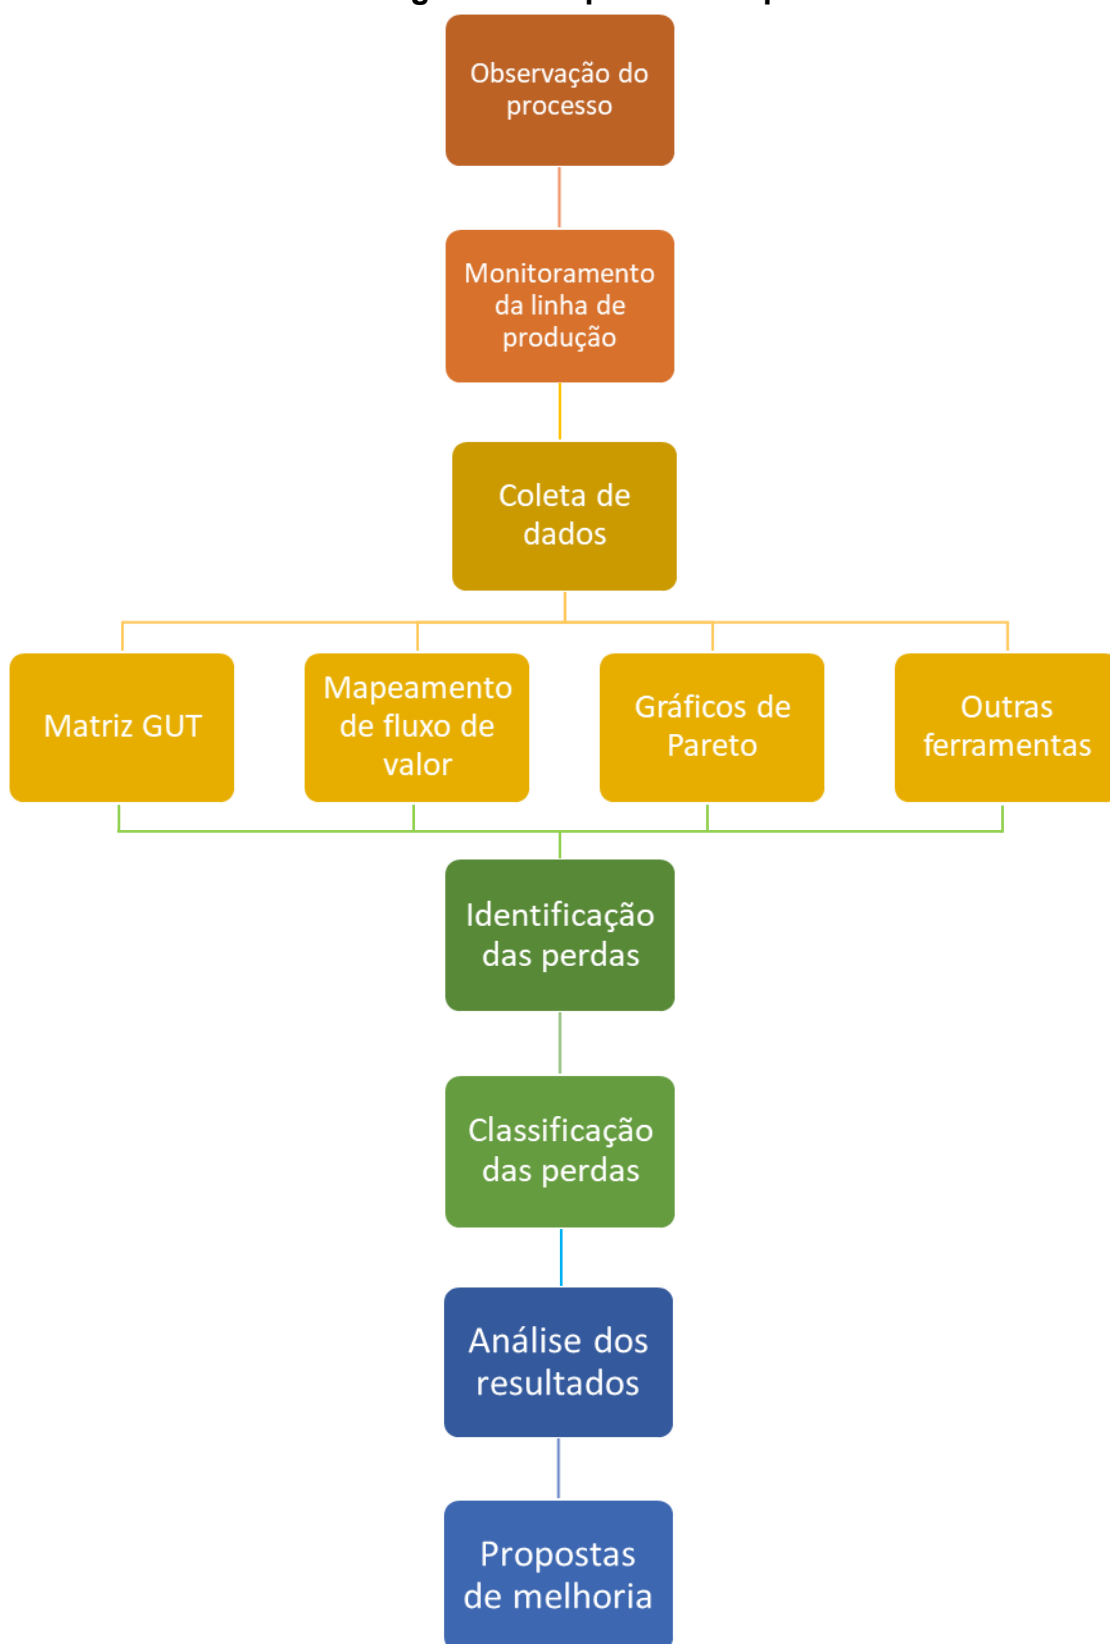 Observação do
processo
Monitoramento
da linha de
produção
Coleta de
dados
Matriz GUT
Mapeamento
de fluxo de
valor
Gráficos de
Pareto
Outras
ferramentas
Identificação
das perdas
Classificação
das perdas
Análise dos
resultados
Propostas
de melhoria